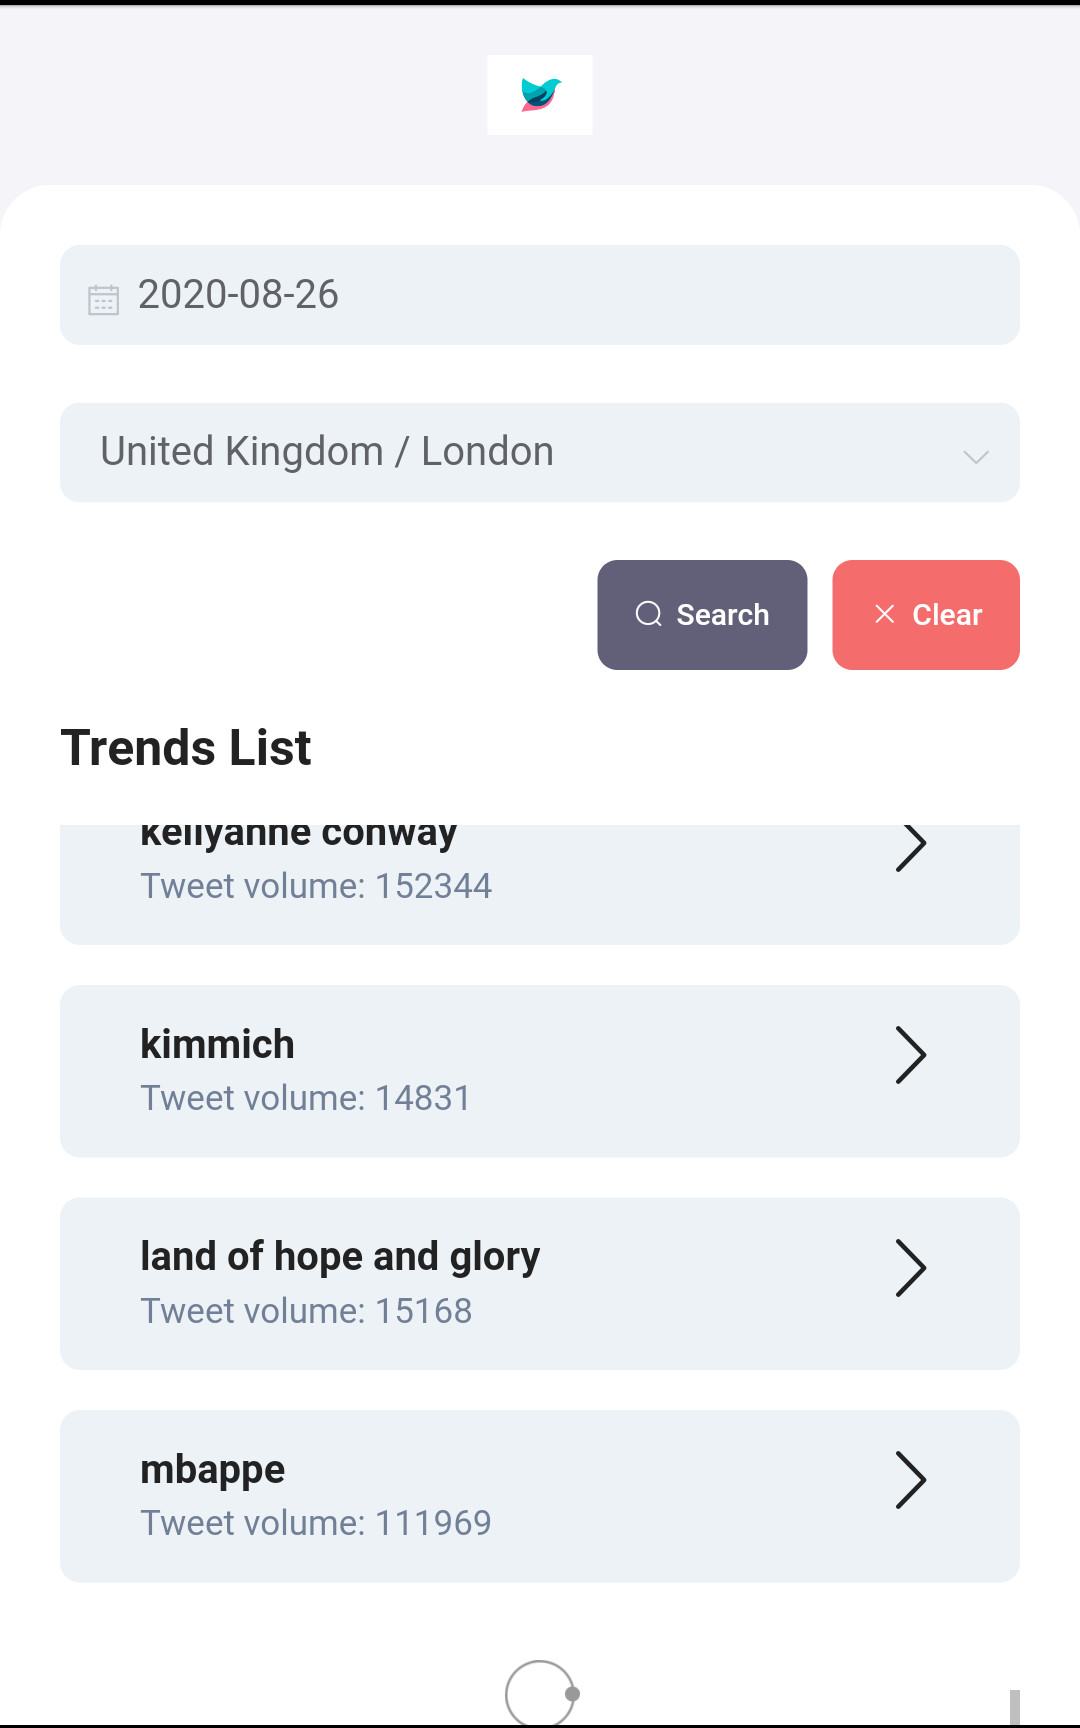 2020-08-26
United Kingdom / London
Search
Clear
Trends List
kellyanne conway
Tweet volume: 152344
kimmich
Tweet volume: 14831
land of hope and glory
Tweet volume: 15168
mbappe
Tweet volume: 111969